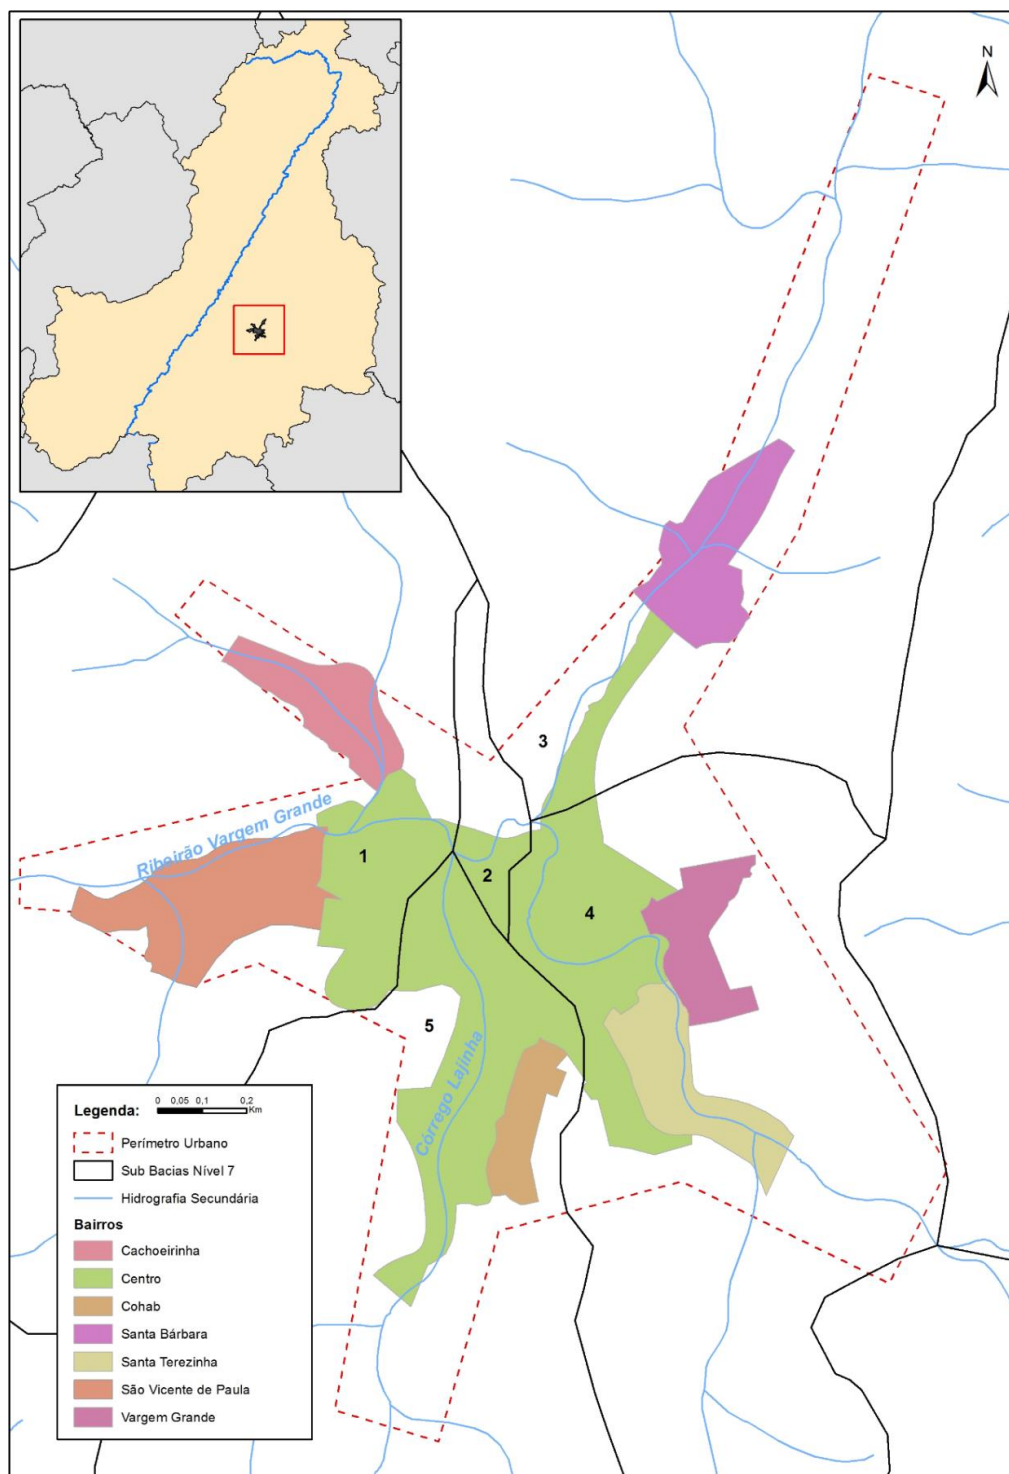 N
3
Ribeirão Vargem Grande
1
2
4
5
Córrego Lajinha
Legenda:
0 0,05 0,1 0,2
Km
Perímetro Urbano
Sub Bacias Nível 7
Hidrografia Secundária
Bairros
Cachoeirinha
Centro
Cohab
Santa Bárbara
Santa Terezinha
São Vicente de Paula
Vargem Grande